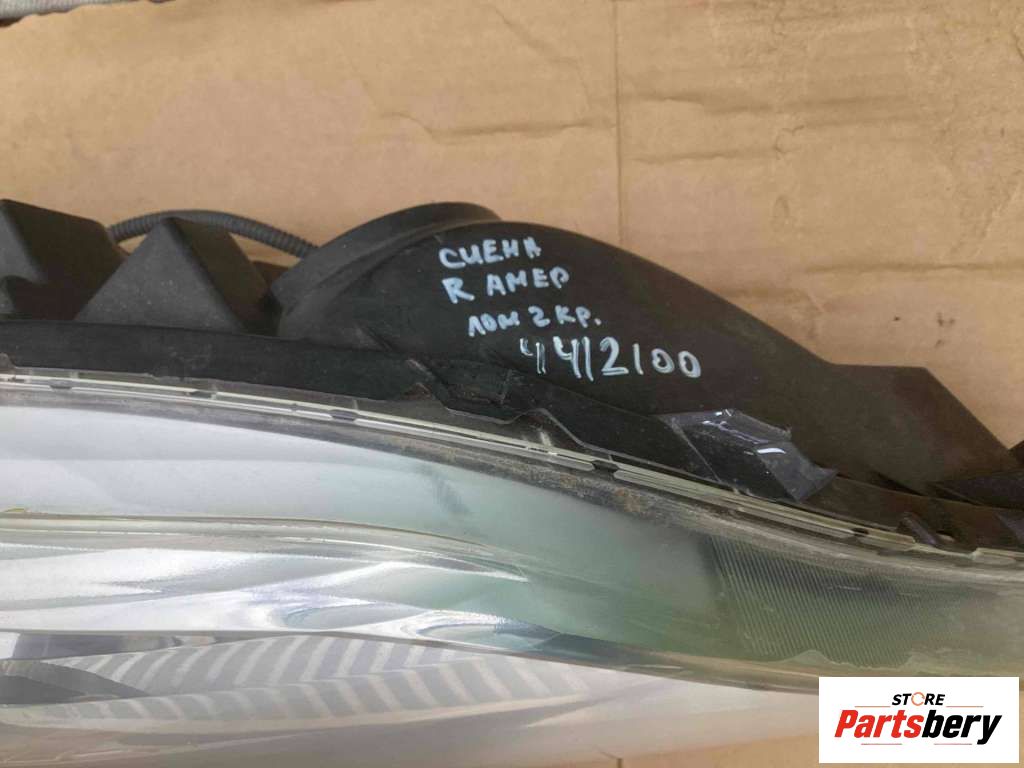 СИЕНА
R АМЕР
ЛОМ 2 КР.
4412100
STORE
Partsbery